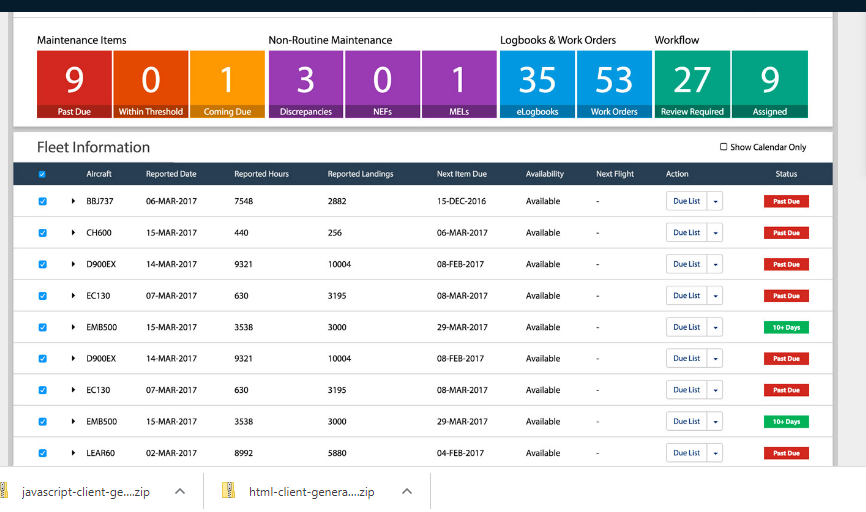 Maintenance Items Non-Routine Maintenance Logbooks & Work Orders Workflow
9 0 1 3 0 1 35 53 27 9
Past Due Within Threshold Coming Due Discrepancies NEFs MELs eLogbooks Work Orders Review Required Assigned
Fleet Information Show Calendar Only
Aircraft Reported Date Reported Hours Reported Landings Next Item Due Availability Next Flight Action Status
BBJ737 06-MAR-2017 7548 2882 15-DEC-2016 Available - Due List Past Due
CH600 15-MAR-2017 440 256 06-MAR-2017 Available - Due List Past Due
D900EX 14-MAR-2017 9321 10004 08-FEB-2017 Available - Due List Past Due
EC130 07-MAR-2017 630 3195 08-MAR-2017 Available - Due List Past Due
EMB500 15-MAR-2017 3538 3000 29-MAR-2017 Available - Due List 10+ Days
D900EX 14-MAR-2017 9321 10004 08-FEB-2017 Available - Due List Past Due
EC130 07-MAR-2017 630 3195 08-MAR-2017 Available - Due List Past Due
EMB500 15-MAR-2017 3538 3000 29-MAR-2017 Available - Due List 10+ Days
LEAR60 02-MAR-2017 8992 5880 04-FEB-2017 Available - Due List Past Due
javascript-client-ge....zip html-client-genera....zip